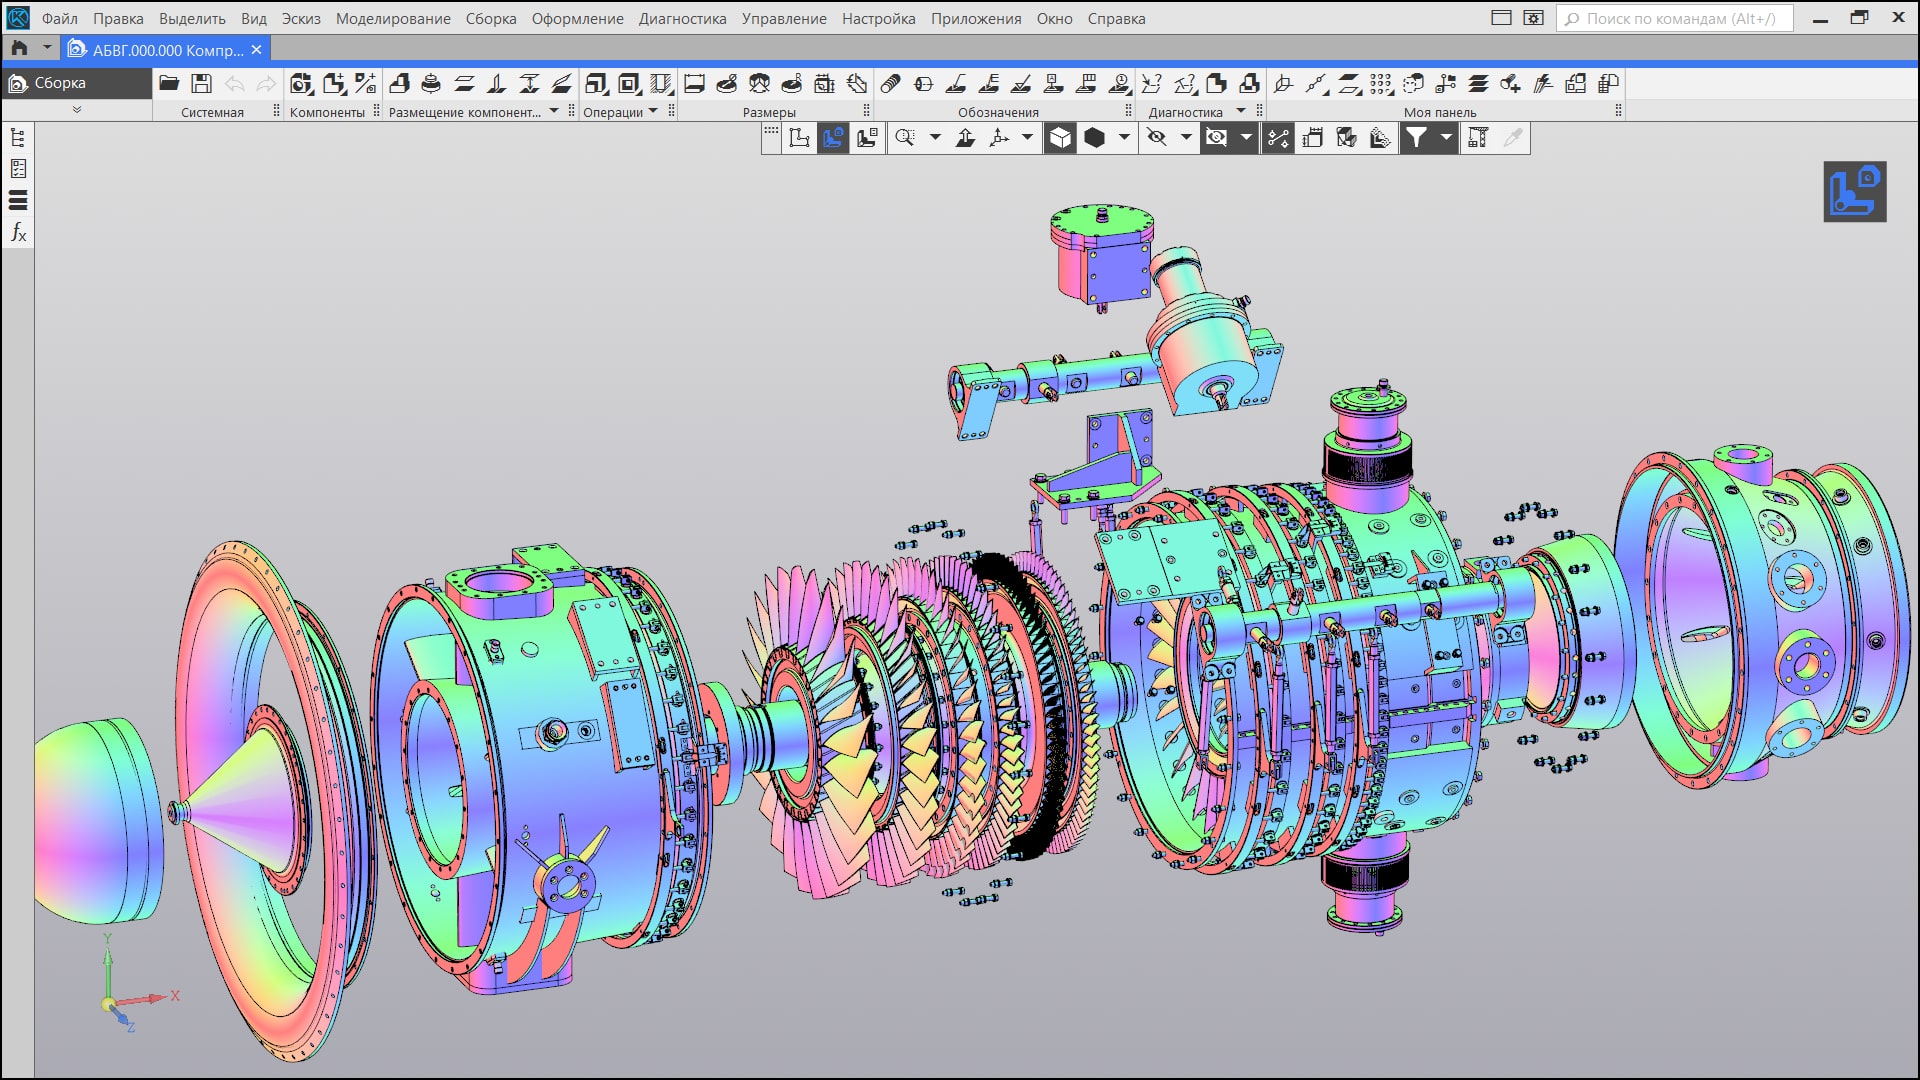 Файл Правка Выделить Вид Эскиз Моделирование Сборка Оформление Диагностика Управление Настройка Приложения Окно Справка Поиск по командам (Alt+/)
АБВГ.000.000 Компр...
Сборка
Системная Компоненты Размещение компонент... Операции Размеры Обозначения Диагностика Моя панель
fx
Y
X
Z